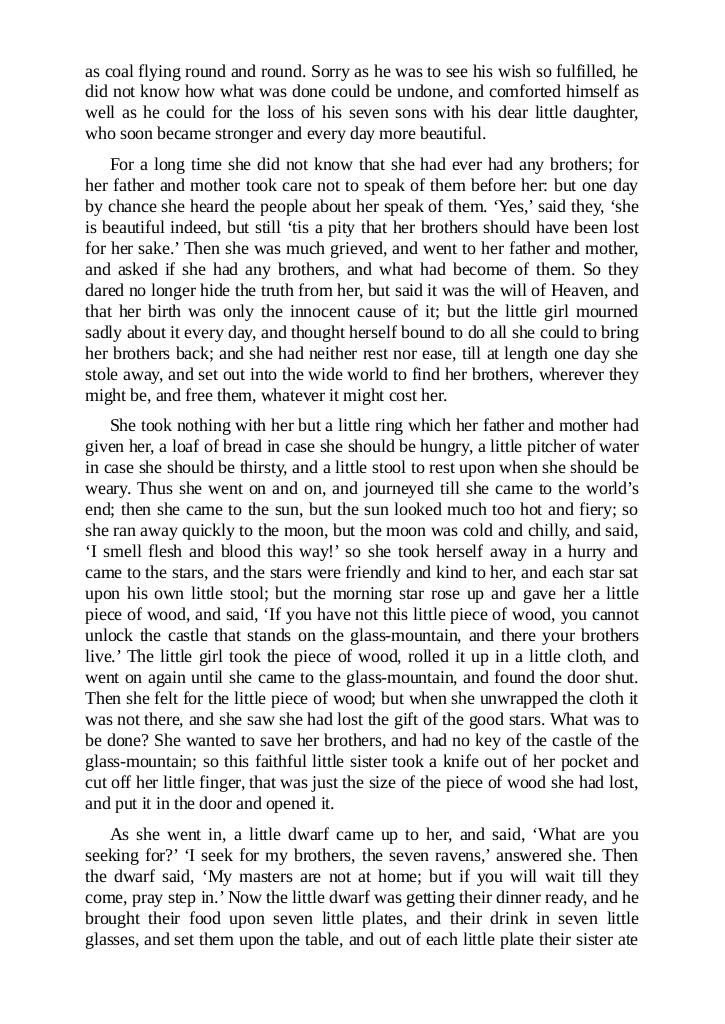 as coal flying round and round. Sorry as he was to see his wish so fulfilled, he
did not know how what was done could be undone, and comforted himself as
well as he could for the loss of his seven sons with his dear little daughter,
who soon became stronger and every day more beautiful.
For a long time she did not know that she had ever had any brothers; for
her father and mother took care not to speak of them before her: but one day
by chance she heard the people about her speak of them. ‘Yes,’ said they, ‘she
is beautiful indeed, but still ‘tis a pity that her brothers should have been lost
for her sake.’ Then she was much grieved, and went to her father and mother,
and asked if she had any brothers, and what had become of them. So they
dared no longer hide the truth from her, but said it was the will of Heaven, and
that her birth was only the innocent cause of it; but the little girl mourned
sadly about it every day, and thought herself bound to do all she could to bring
her brothers back; and she had neither rest nor ease, till at length one day she
stole away, and set out into the wide world to find her brothers, wherever they
might be, and free them, whatever it might cost her.
She took nothing with her but a little ring which her father and mother had
given her, a loaf of bread in case she should be hungry, a little pitcher of water
in case she should be thirsty, and a little stool to rest upon when she should be
weary. Thus she went on and on, and journeyed till she came to the world’s
end; then she came to the sun, but the sun looked much too hot and fiery; so
she ran away quickly to the moon, but the moon was cold and chilly, and said,
‘I smell flesh and blood this way!’ so she took herself away in a hurry and
came to the stars, and the stars were friendly and kind to her, and each star sat
upon his own little stool; but the morning star rose up and gave her a little
piece of wood, and said, ‘If you have not this little piece of wood, you cannot
unlock the castle that stands on the glass-mountain, and there your brothers
live.’ The little girl took the piece of wood, rolled it up in a little cloth, and
went on again until she came to the glass-mountain, and found the door shut.
Then she felt for the little piece of wood; but when she unwrapped the cloth it
was not there, and she saw she had lost the gift of the good stars. What was to
be done? She wanted to save her brothers, and had no key of the castle of the
glass-mountain; so this faithful little sister took a knife out of her pocket and
cut off her little finger, that was just the size of the piece of wood she had lost,
and put it in the door and opened it.
As she went in, a little dwarf came up to her, and said, ‘What are you
seeking for?’ ‘I seek for my brothers, the seven ravens,’ answered she. Then
the dwarf said, ‘My masters are not at home; but if you will wait till they
come, pray step in.’ Now the little dwarf was getting their dinner ready, and he
brought their food upon seven little plates, and their drink in seven little
glasses, and set them upon the table, and out of each little plate their sister ate